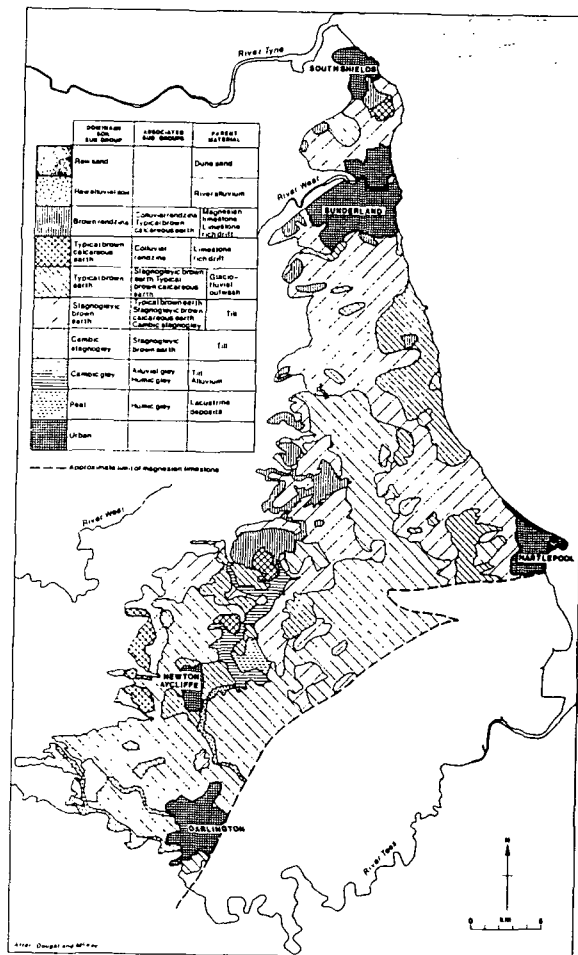 River Tyne
SOUTH SHIELDS
River Wear
SUNDERLAND
DOMINANT SOIL SUB GROUP
ASSOCIATED SUB GROUPS
PARENT MATERIAL
Raw sand
Dune sand
Raw alluvial soil
River alluvium
Brown rendzina
Colluvial rendzina
Typical brown
calcareous earth
Magnesian
limestone
Limestone
rich drift
Typical brown
calcareous
earth
Colluvial
rendzina
Limestone
rich drift
Typical brown
earth
Stagnogleyic brown
earth Typical
brown calcareous
earth
Glacio-
fluvial
outwash
Stagnogleyic
brown
earth
Typical brown earth
Stagnogleyic brown
calcareous earth
Cambic stagnogley
Till
Cambic
stagnogley
Stagnogleyic
brown earth
Till
Cambic gley
Alluvial gley
Humic gley
Till
Alluvium
Peat
Humic gley
Lacustrine
deposits
Urban
Approximate limit of magnesian limestone
River Wear
HARTLEPOOL
NEWTON
AYCLIFFE
DARLINGTON
River Tees
N
0 km 5
After